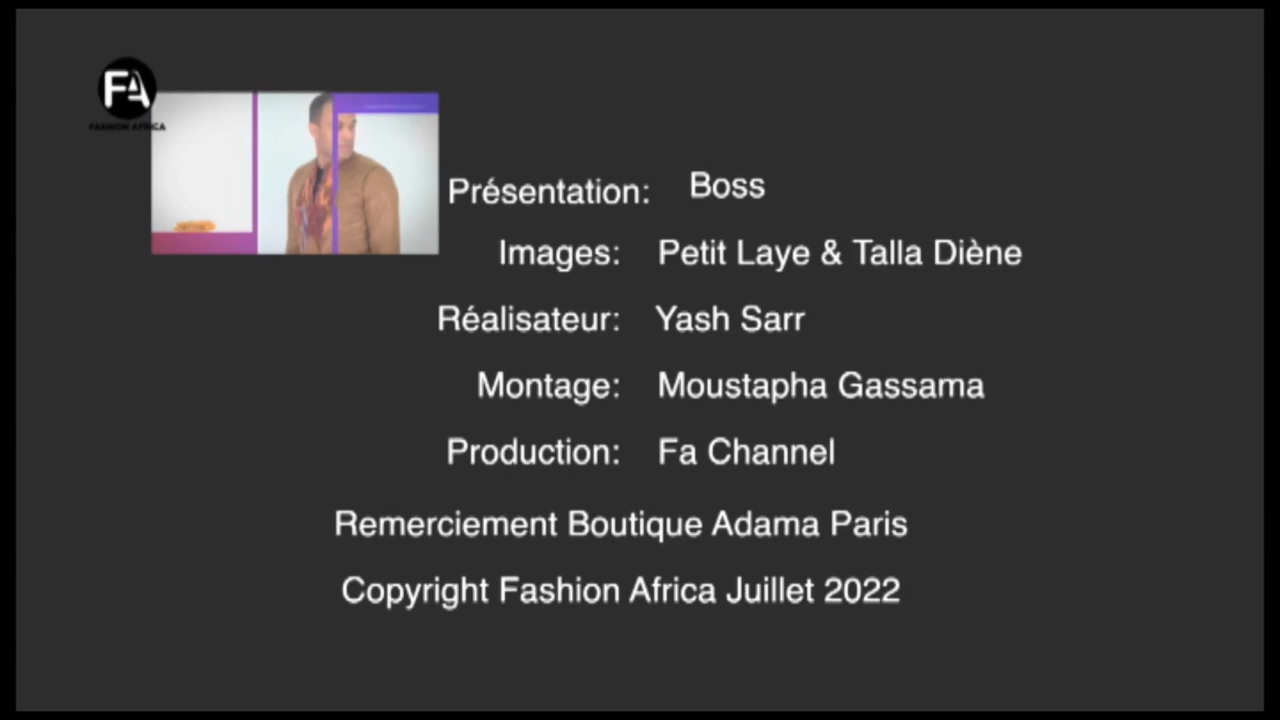 FA
FASHION AFRICA
Présentation: Boss
Images: Petit Laye & Talla Diène
Réalisateur: Yash Sarr
Montage: Moustapha Gassama
Production: Fa Channel
Remerciement Boutique Adama Paris
Copyright Fashion Africa Juillet 2022